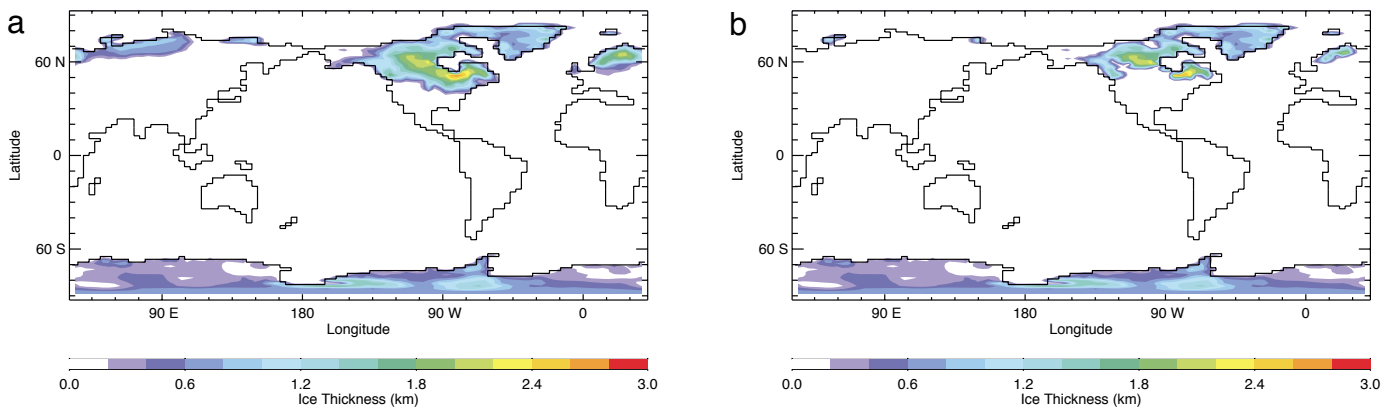 a
60 N
Latitude
0
60 S
90 E 180 90 W 0
Longitude
0.0 0.6 1.2 1.8 2.4 3.0
Ice Thickness (km)
b
60 N
Latitude
0
60 S
90 E 180 90 W 0
Longitude
0.0 0.6 1.2 1.8 2.4 3.0
Ice Thickness (km)